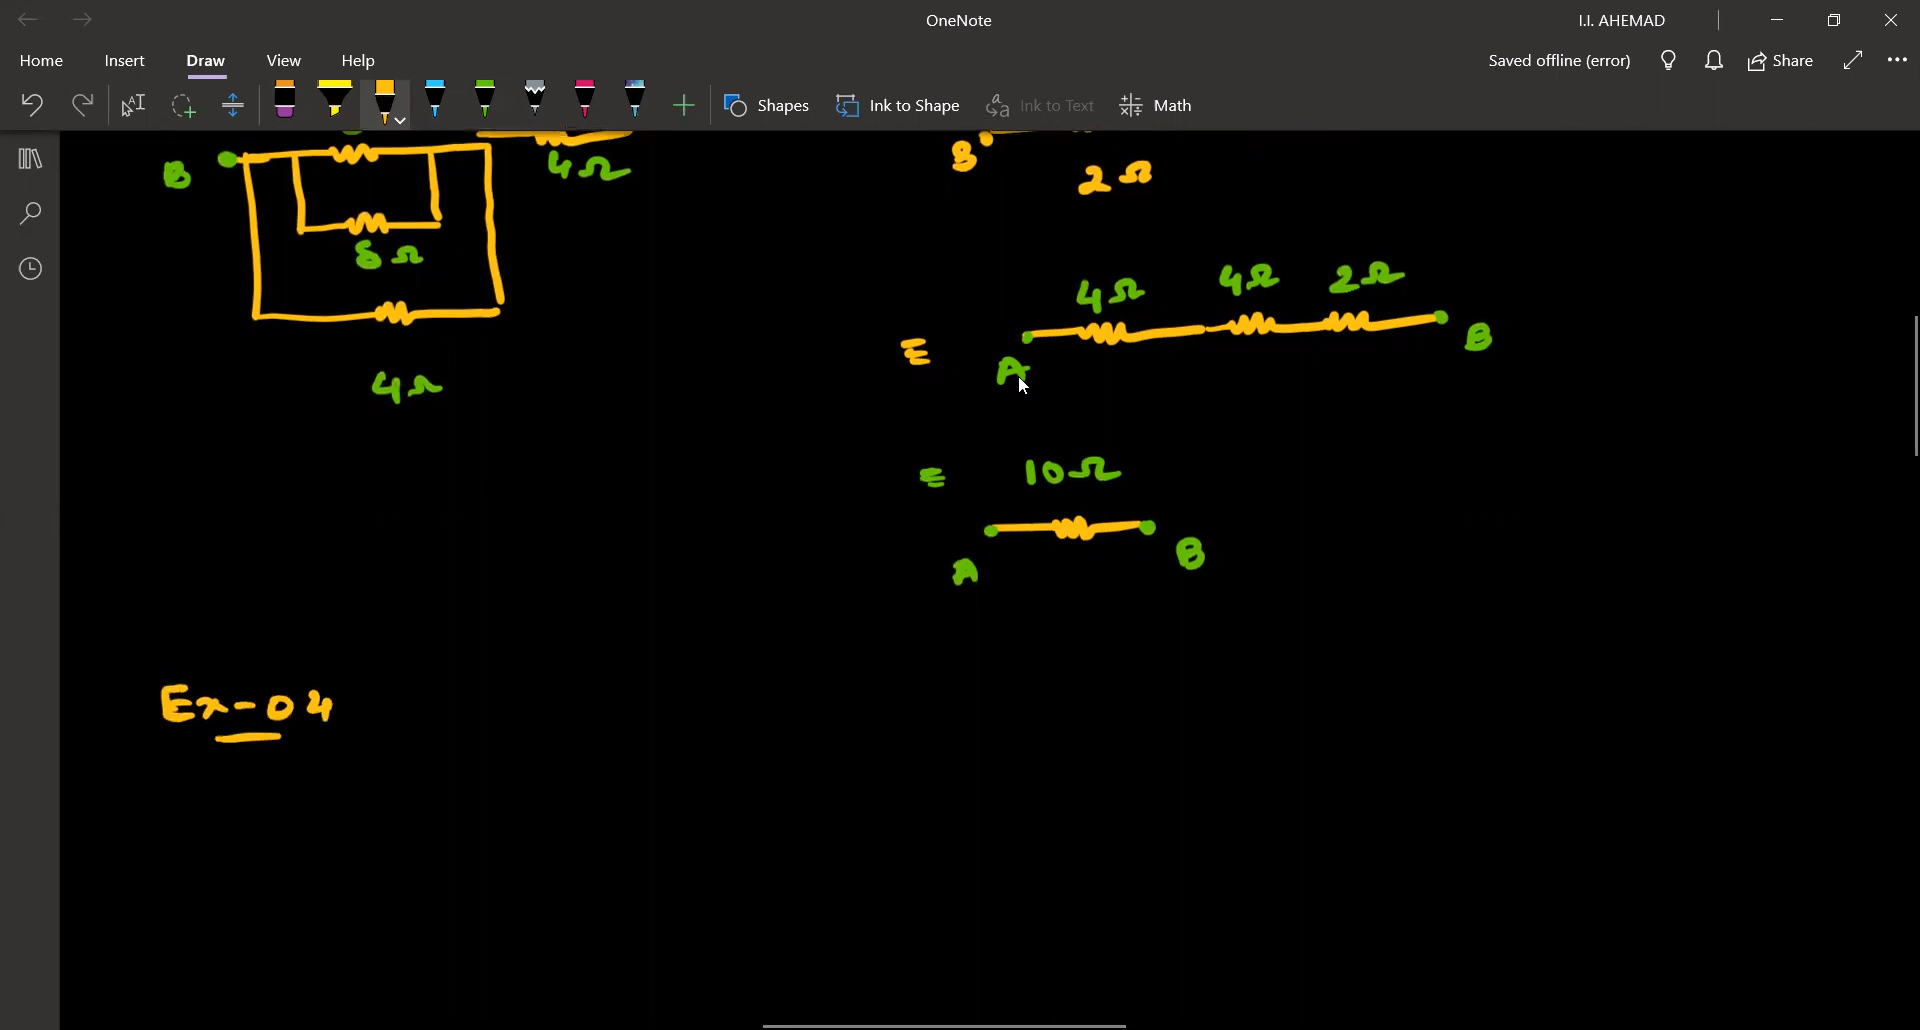 OneNote
I.I. AHEMAD
Home Insert Draw View Help
Saved offline (error)
Share
Shapes
Ink to Shape
Ink to Text
Math
B
4Ω
8Ω
4Ω
B
2Ω
4Ω 4Ω 2Ω
≡ A B
≡ 10Ω
A B
Ex-04